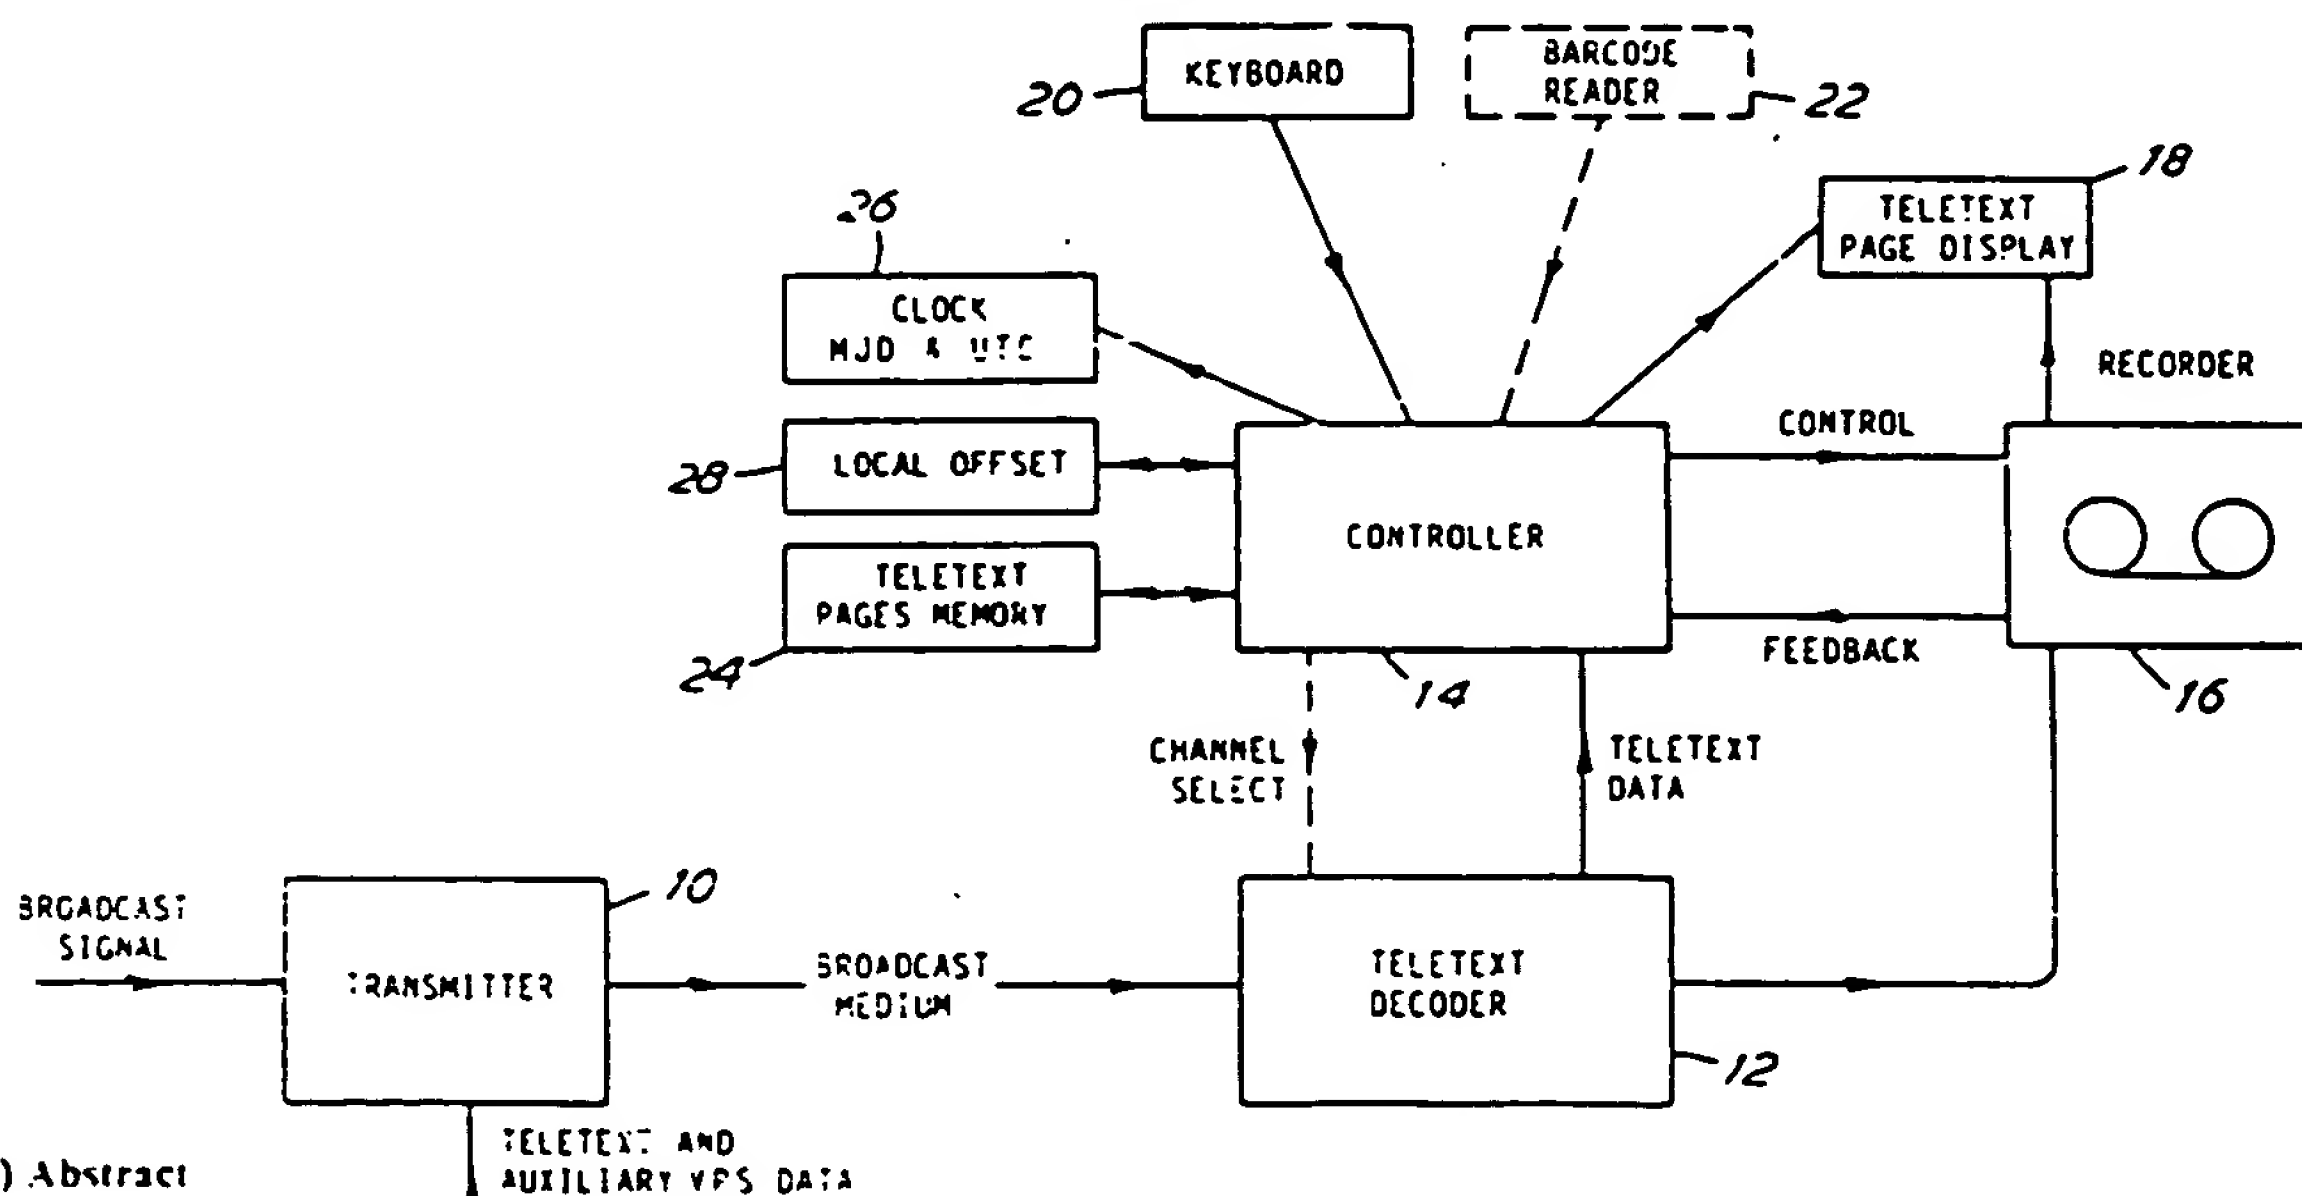 KEYBOARD
BARCODE
READER
20
22
18
26
TELETEXT
PAGE DISPLAY
CLOCK
MJD & UTC
RECORDER
CONTROL
28
LOCAL OFFSET
CONTROLLER
TELETEXT
PAGES MEMORY
24
FEEDBACK
14
16
CHANNEL
SELECT
TELETEXT
DATA
10
BROADCAST
SIGNAL
TRANSMITTER
BROADCAST
MEDIUM
TELETEXT
DECODER
12
TELETEXT AND
AUXILIARY VPS DATA
) Abstract